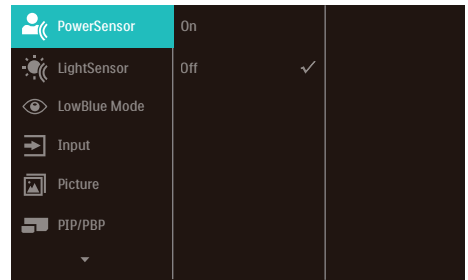 PowerSensor
On
LightSensor
Off
LowBlue Mode
Input
Picture
PIP/PBP